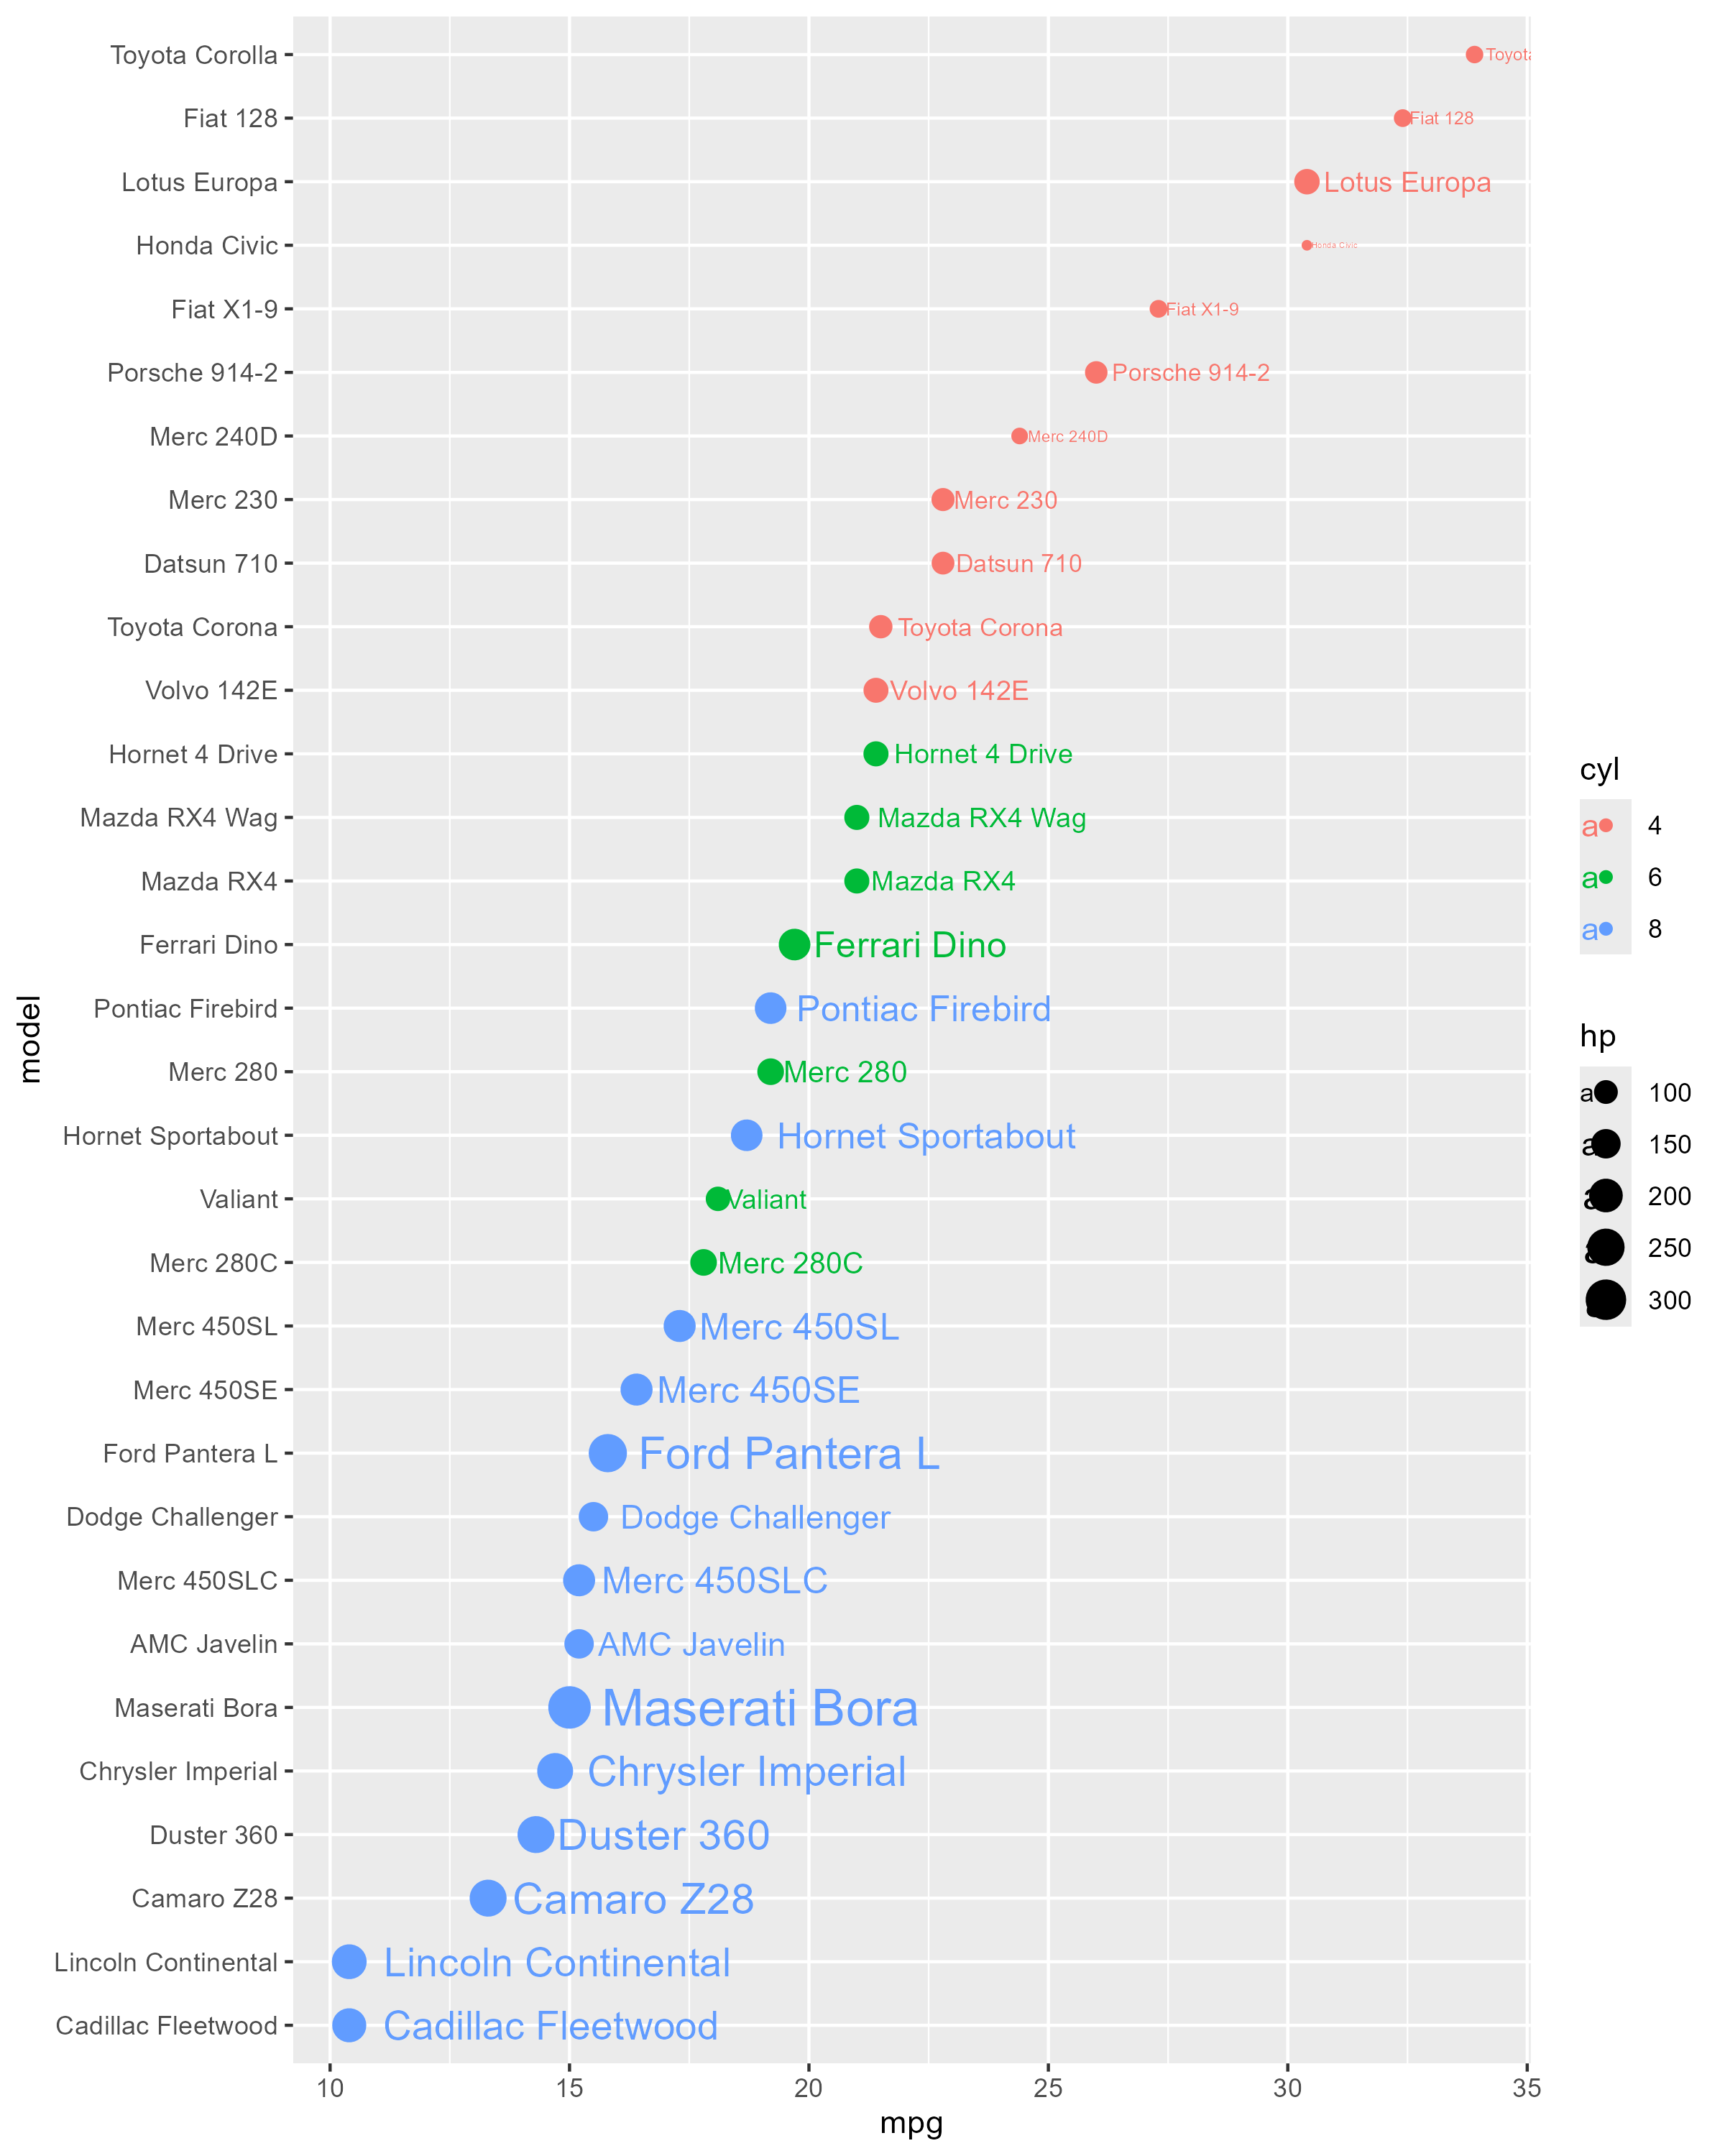 Toyota Corolla
Toyota
Fiat 128
Fiat 128
Lotus Europa
Lotus Europa
Honda Civic
Honda Civic
Fiat X1-9
Fiat X1-9
Porsche 914-2
Porsche 914-2
Merc 240D
Merc 240D
Merc 230
Merc 230
Datsun 710
Datsun 710
Toyota Corona
Toyota Corona
Volvo 142E
Volvo 142E
Hornet 4 Drive
Hornet 4 Drive
Mazda RX4 Wag
Mazda RX4 Wag
Mazda RX4
Mazda RX4
Ferrari Dino
Ferrari Dino
Pontiac Firebird
Pontiac Firebird
Merc 280
Merc 280
Hornet Sportabout
Hornet Sportabout
Valiant
Valiant
Merc 280C
Merc 280C
Merc 450SL
Merc 450SL
Merc 450SE
Merc 450SE
Ford Pantera L
Ford Pantera L
Dodge Challenger
Dodge Challenger
Merc 450SLC
Merc 450SLC
AMC Javelin
AMC Javelin
Maserati Bora
Maserati Bora
Chrysler Imperial
Chrysler Imperial
Duster 360
Duster 360
Camaro Z28
Camaro Z28
Lincoln Continental
Lincoln Continental
Cadillac Fleetwood
Cadillac Fleetwood
model
10 15 20 25 30 35
mpg
cyl
a 4
a 6
a 8
hp
a 100
a 150
a 200
a 250
a 300